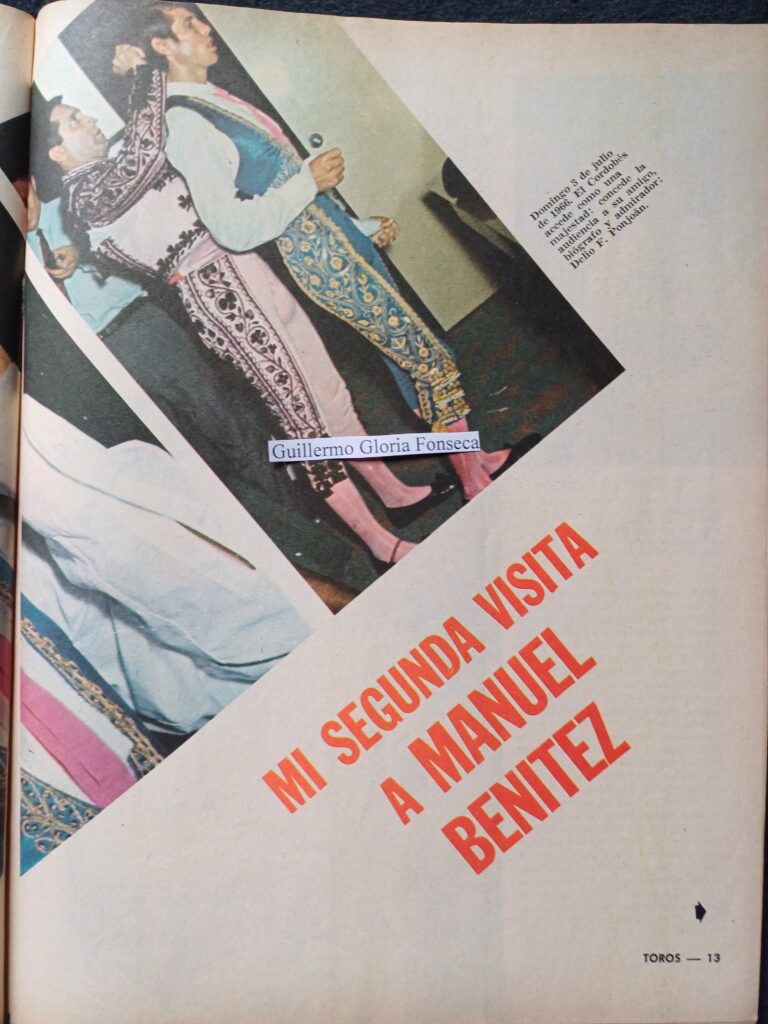 Domingo 3 de julio
de 1966. El Cordobés
accede como una
majestad: concede la
audiencia a su amigo,
biógrafo y admirador:
Delio F. Ponjoán.
Guillermo Gloria Fonseca
MI SEGUNDA VISITA
A MANUEL
BENITEZ
TOROS — 13